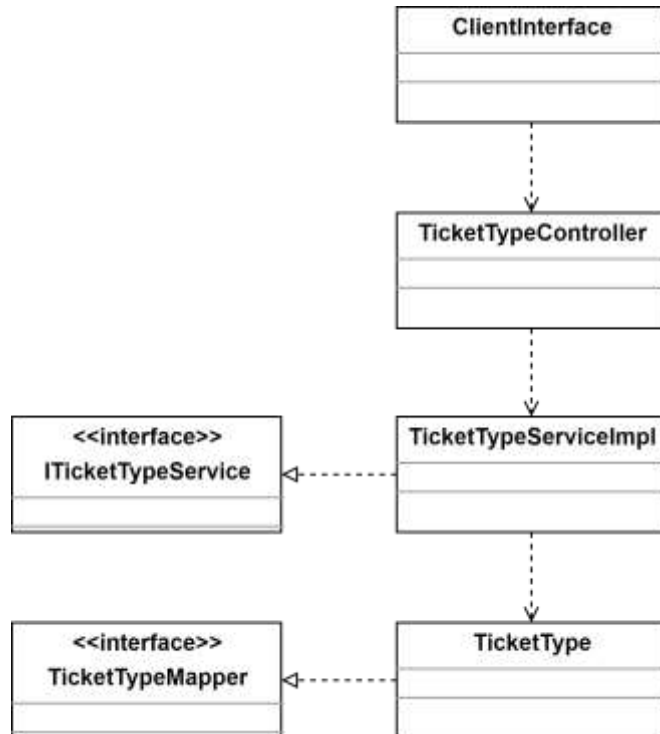 ClientInterface
TicketTypeController
<<interface>>
ITicketTypeService
TicketTypeServiceImpl
<<interface>>
TicketTypeMapper
TicketType